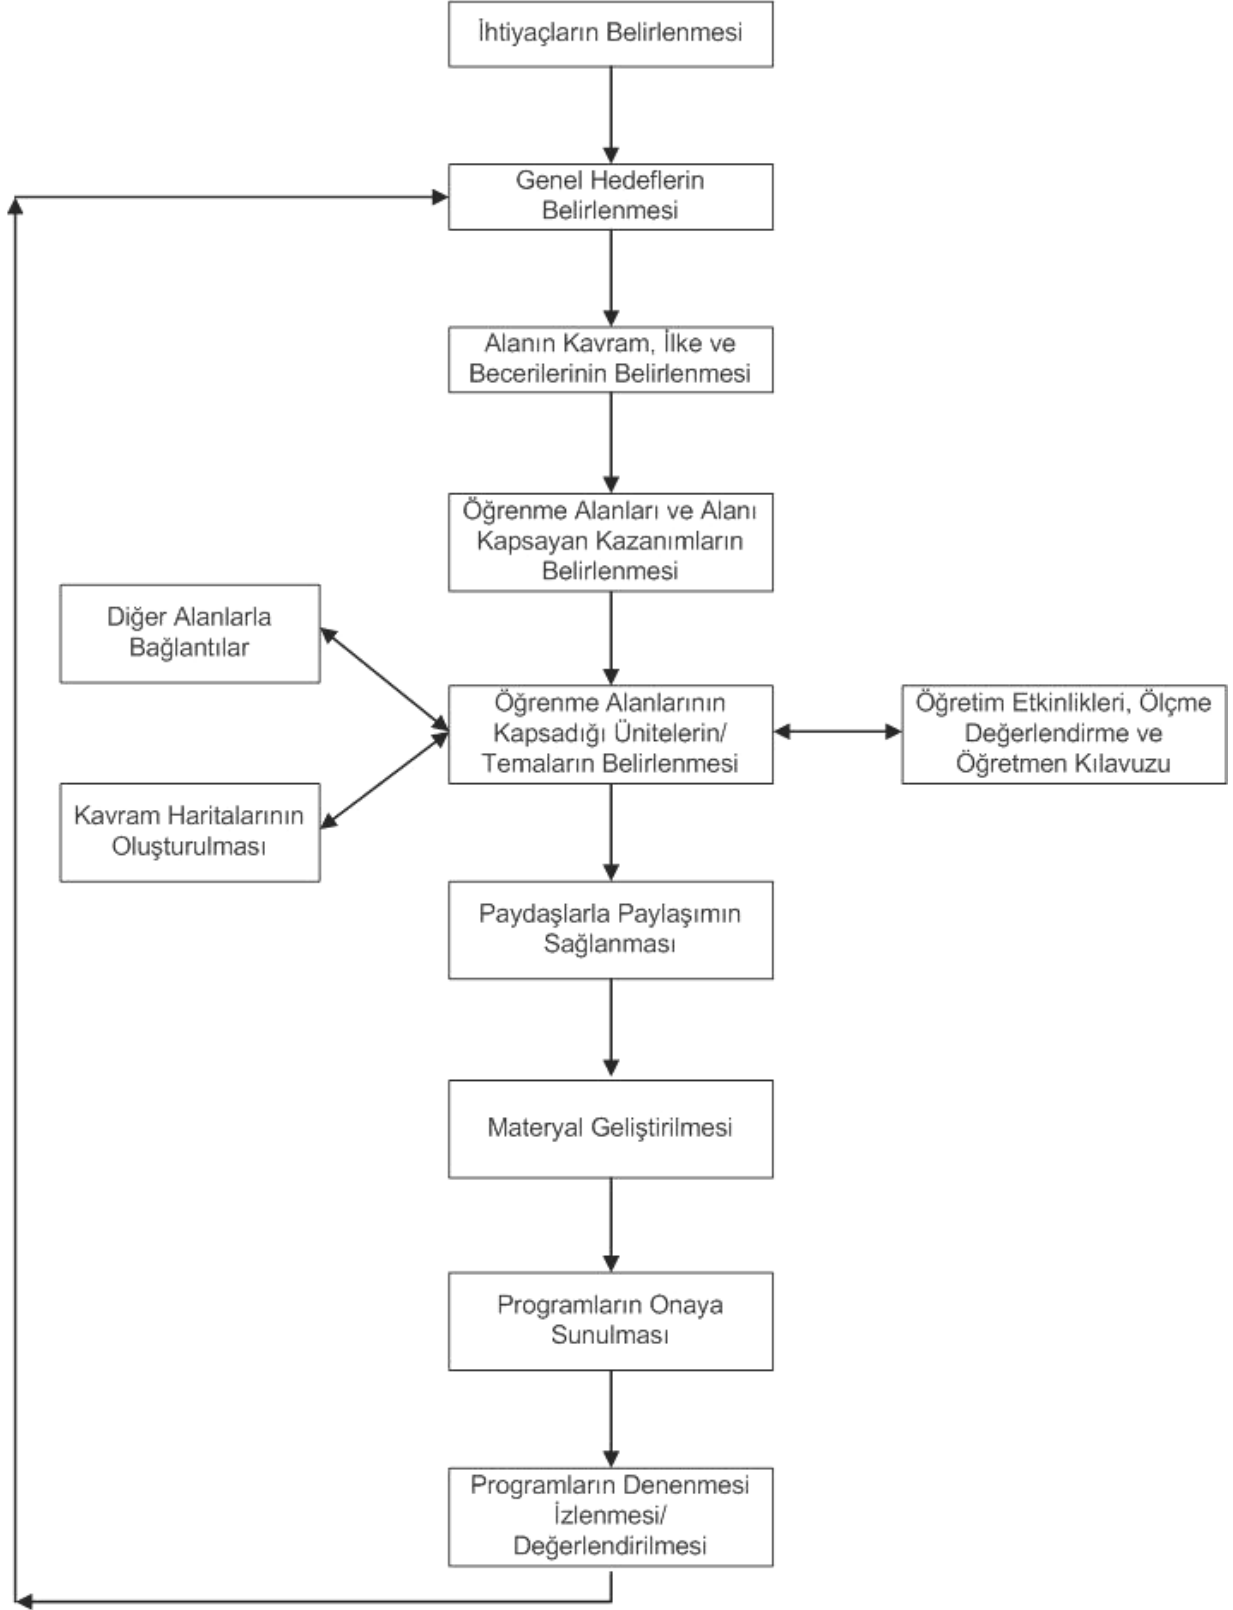 İhtiyaçların Belirlenmesi
Genel Hedeflerin
Belirlenmesi
Alanın Kavram, İlke ve
Becerilerinin Belirlenmesi
Öğrenme Alanları ve Alanı
Kapsayan Kazanımların
Belirlenmesi
Diğer Alanlarla
Bağlantılar
Öğrenme Alanlarının
Kapsadığı Ünitelerin/
Temaların Belirlenmesi
Öğretim Etkinlikleri, Ölçme
Değerlendirme ve
Öğretmen Kılavuzu
Kavram Haritalarının
Oluşturulması
Paydaşlarla Paylaşımın
Sağlanması
Materyal Geliştirilmesi
Programların Onaya
Sunulması
Programların Denenmesi
İzlenmesi/
Değerlendirilmesi